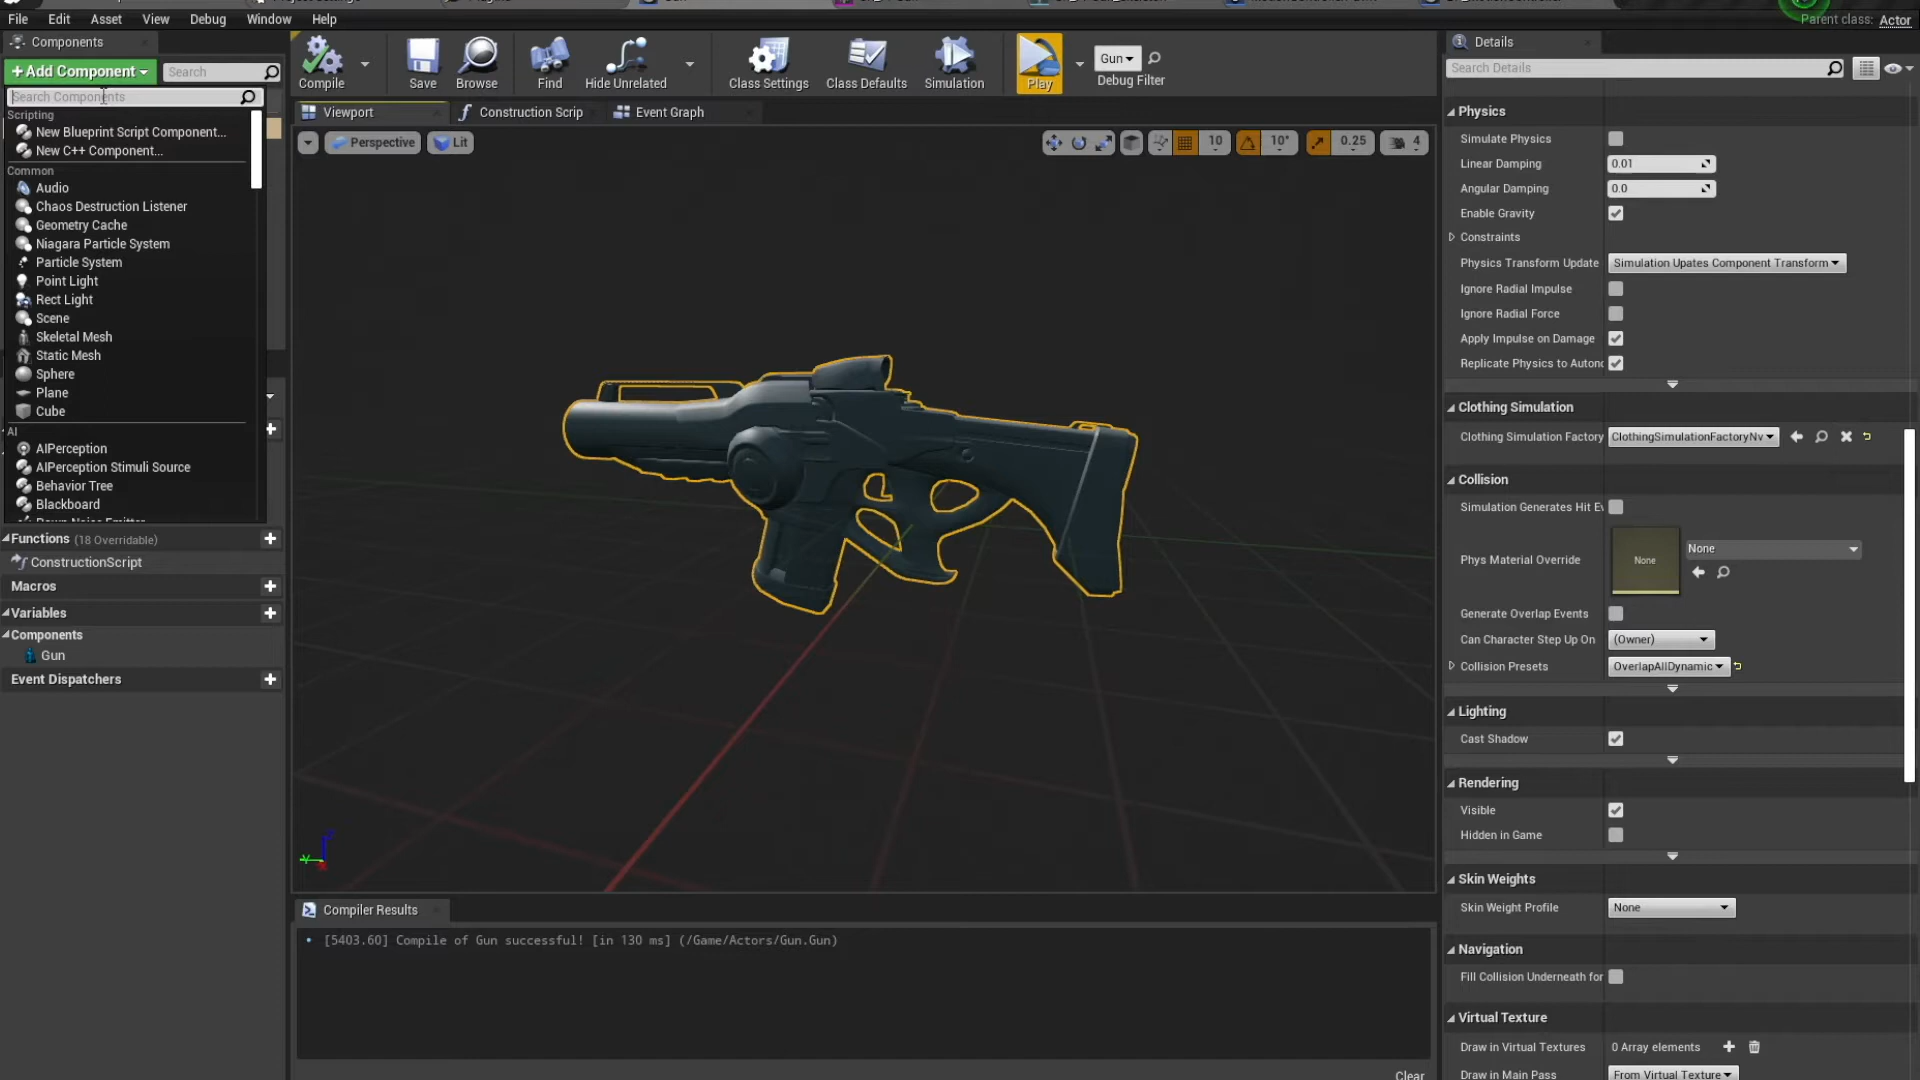 Parent class: Actor
File Edit Asset View Debug Window Help
Components
+Add Component Search
Search Components
Scripting
New Blueprint Script Component...
New C++ Component...
Common
Audio
Chaos Destruction Listener
Geometry Cache
Niagara Particle System
Particle System
Point Light
Rect Light
Scene
Skeletal Mesh
Static Mesh
Sphere
Plane
Cube
AI
AIPerception
AIPerception Stimuli Source
Behavior Tree
Blackboard
Functions (18 Overridable)
ConstructionScript
Macros
Variables
Components
Gun
Event Dispatchers
Compile Save Browse Find Hide Unrelated Class Settings Class Defaults Simulation Play
Gun
Debug Filter
Viewport Construction Scrip Event Graph
Perspective Lit 10 10° 0.25 4
Compiler Results
[5403.60] Compile of Gun successful! [in 130 ms] (/Game/Actors/Gun.Gun)
Clear
Details
Search Details
Physics
Simulate Physics
Linear Damping 0.01
Angular Damping 0.0
Enable Gravity
Constraints
Physics Transform Update Simulation Upates Component Transform
Ignore Radial Impulse
Ignore Radial Force
Apply Impulse on Damage
Replicate Physics to Autono
Clothing Simulation
Clothing Simulation Factory ClothingSimulationFactoryNv
Collision
Simulation Generates Hit Ev
Phys Material Override None None
Generate Overlap Events
Can Character Step Up On (Owner)
Collision Presets OverlapAllDynamic
Lighting
Cast Shadow
Rendering
Visible
Hidden in Game
Skin Weights
Skin Weight Profile None
Navigation
Fill Collision Underneath for
Virtual Texture
Draw in Virtual Textures 0 Array elements
Draw in Main Pass From Virtual Texture